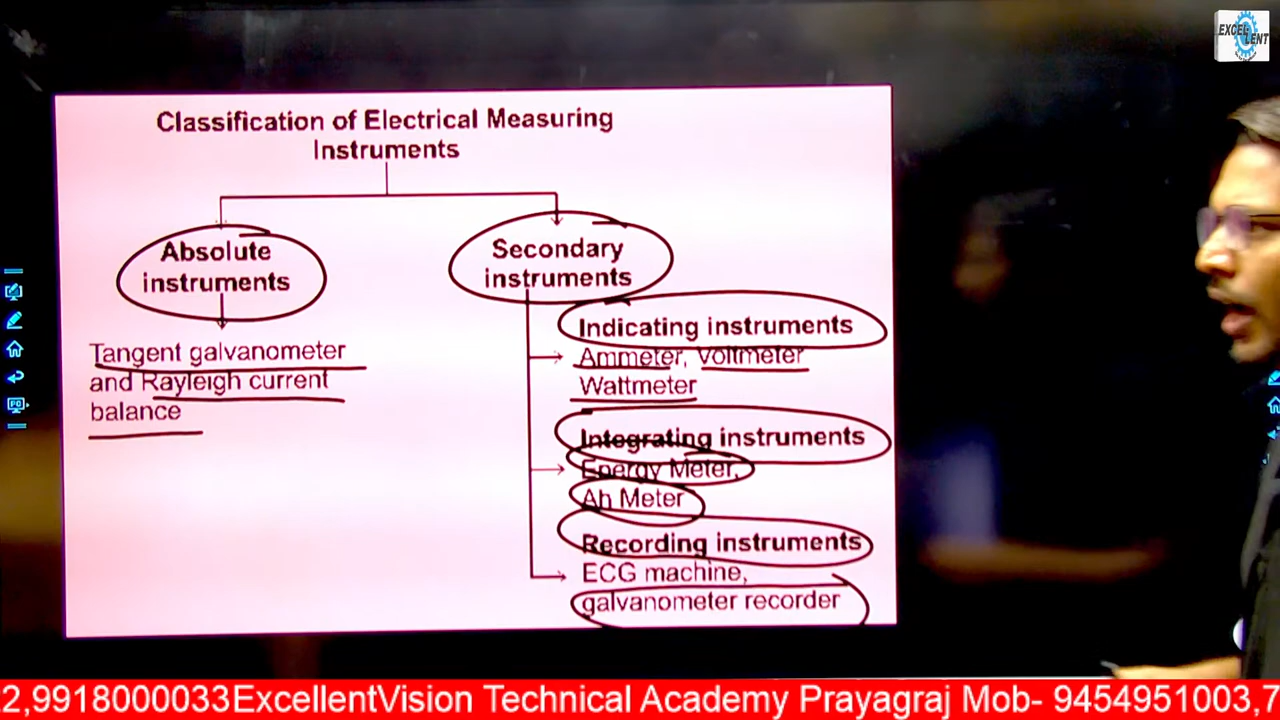 EXCEL
LENT
Classification of Electrical Measuring
Instruments
Absolute
instruments
Tangent galvanometer
and Rayleigh current
balance
Secondary
instruments
Indicating instruments
Ammeter, Voltmeter
Wattmeter
Integrating instruments
Energy Meter,
Ah Meter
Recording instruments
ECG machine,
galvanometer recorder
2,9918000033ExcellentVision Technical Academy Prayagraj Mob- 9454951003,7